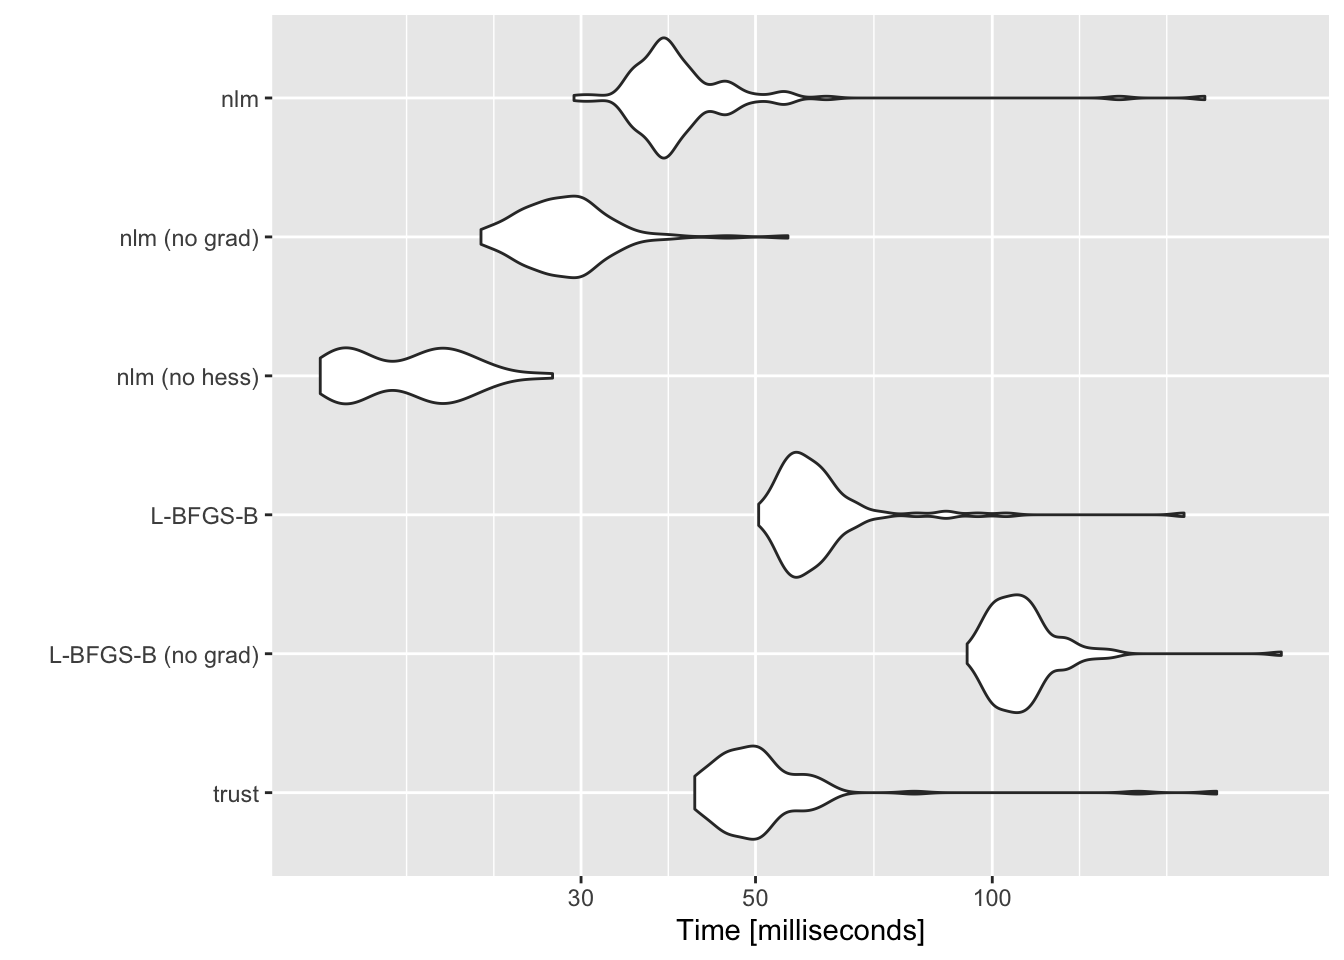 nlm
nlm (no grad)
nlm (no hess)
L-BFGS-B
L-BFGS-B (no grad)
trust
30 50 100
Time [milliseconds]